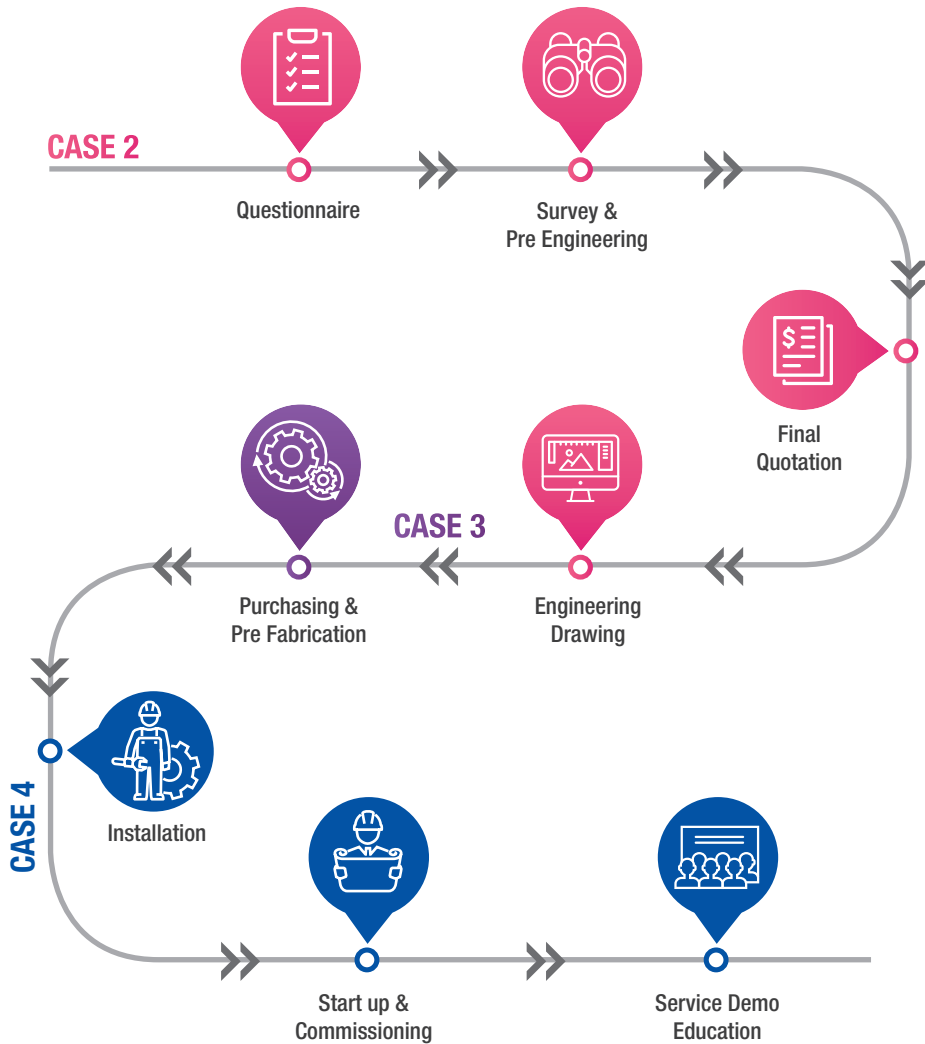 CASE 2
Questionnaire
Survey &
Pre Engineering
$
Final
Quotation
Engineering
Drawing
CASE 3
Purchasing &
Pre Fabrication
CASE 4
Installation
Start up &
Commissioning
Service Demo
Education